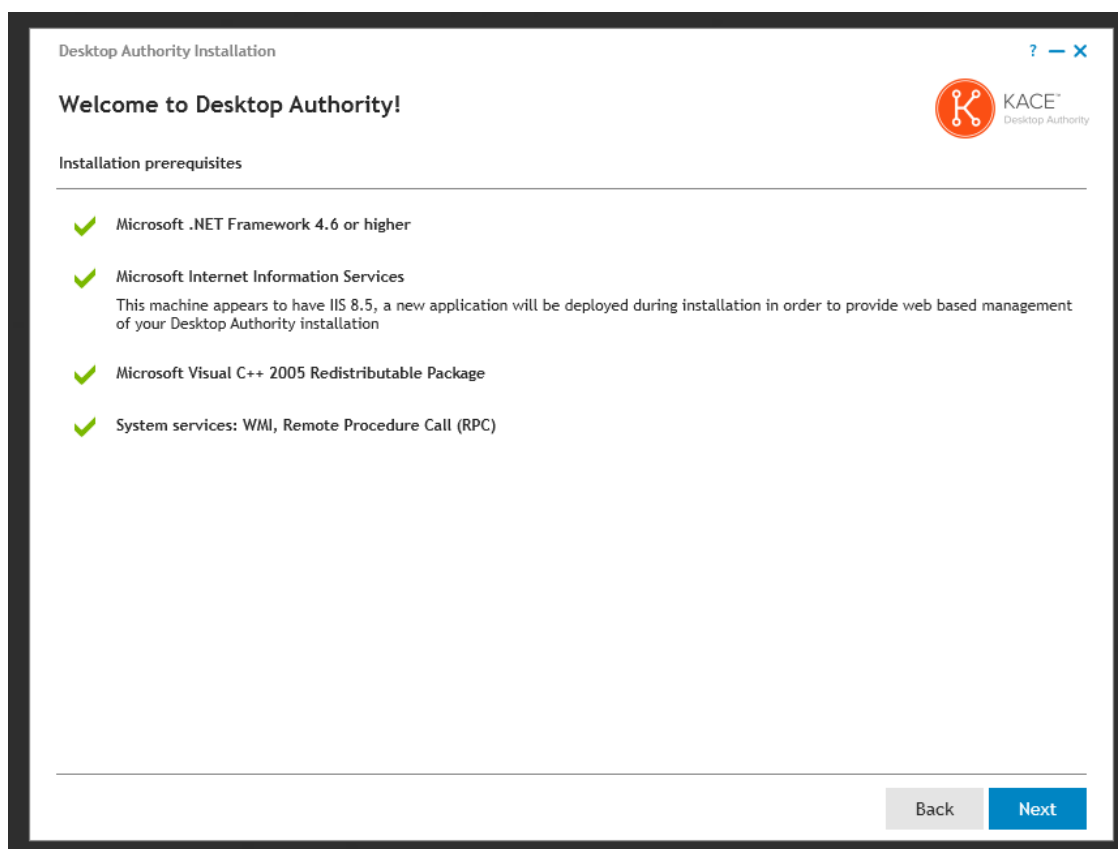 Desktop Authority Installation
? — ×
Welcome to Desktop Authority!
KACE™
Desktop Authority
Installation prerequisites
Microsoft .NET Framework 4.6 or higher
Microsoft Internet Information Services
This machine appears to have IIS 8.5, a new application will be deployed during installation in order to provide web based management
of your Desktop Authority installation
Microsoft Visual C++ 2005 Redistributable Package
System services: WMI, Remote Procedure Call (RPC)
Back
Next